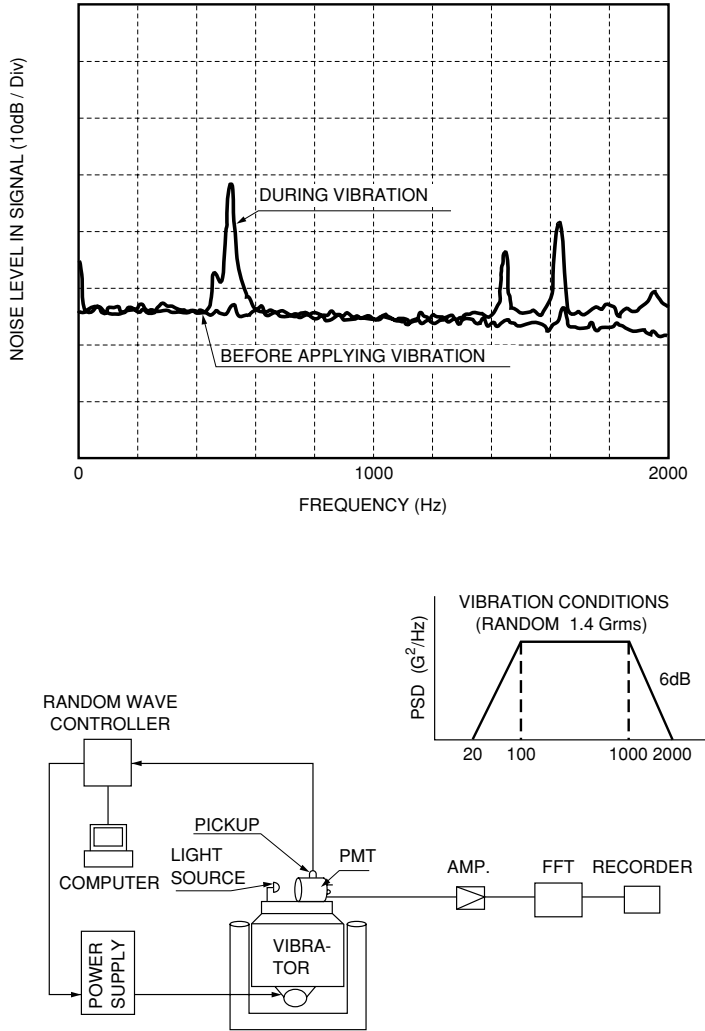 NOISE LEVEL IN SIGNAL (10dB / Div)
DURING VIBRATION
BEFORE APPLYING VIBRATION
0
1000
2000
FREQUENCY (Hz)
VIBRATION CONDITIONS
(RANDOM 1.4 Grms)
PSD (G²/Hz)
6dB
20
100
1000
2000
RANDOM WAVE
CONTROLLER
COMPUTER
PICKUP
LIGHT
SOURCE
PMT
AMP.
FFT
RECORDER
VIBRA-
TOR
POWER
SUPPLY